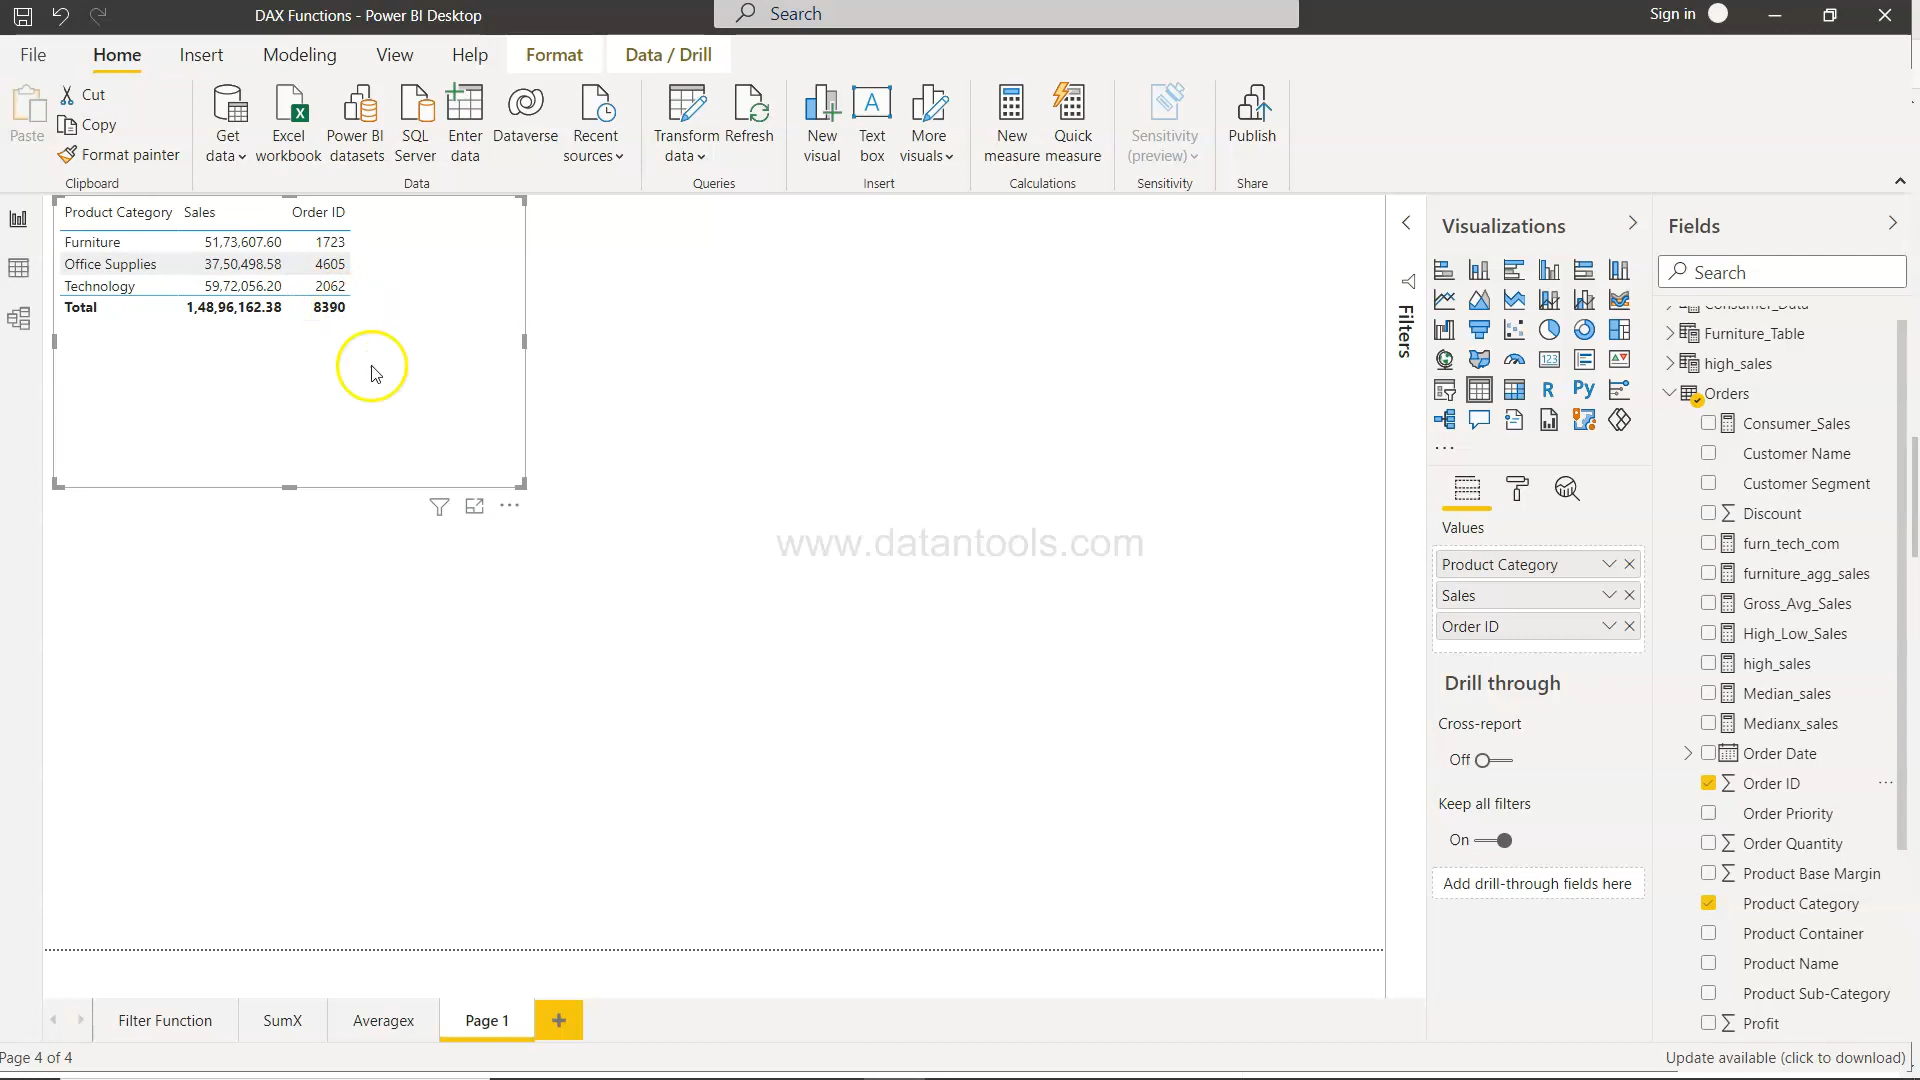 DAX Functions - Power BI Desktop
Search
Sign in
File Home Insert Modeling View Help Format Data / Drill
Paste
Cut
Copy
Format painter
Get data
Excel workbook
Power BI datasets
SQL Server
Enter data
Dataverse
Recent sources
Transform data
Refresh
New visual
Text box
More visuals
New measure
Quick measure
Sensitivity (preview)
Publish
Clipboard Data Queries Insert Calculations Sensitivity Share
Product Category Sales Order ID
Furniture 51,73,607.60 1723
Office Supplies 37,50,498.58 4605
Technology 59,72,056.20 2062
Total 1,48,96,162.38 8390
www.datantools.com
Filters
Visualizations
R
Py
123
Values
Product Category
Sales
Order ID
Drill through
Cross-report
Off
Keep all filters
On
Add drill-through fields here
Fields
Search
Consumer_Data
Furniture_Table
high_sales
Orders
Consumer_Sales
Customer Name
Customer Segment
Discount
furn_tech_com
furniture_agg_sales
Gross_Avg_Sales
High_Low_Sales
high_sales
Median_sales
Medianx_sales
Order Date
Order ID
Order Priority
Order Quantity
Product Base Margin
Product Category
Product Container
Product Name
Product Sub-Category
Profit
Filter Function SumX Averagex Page 1
Page 4 of 4
Update available (click to download)